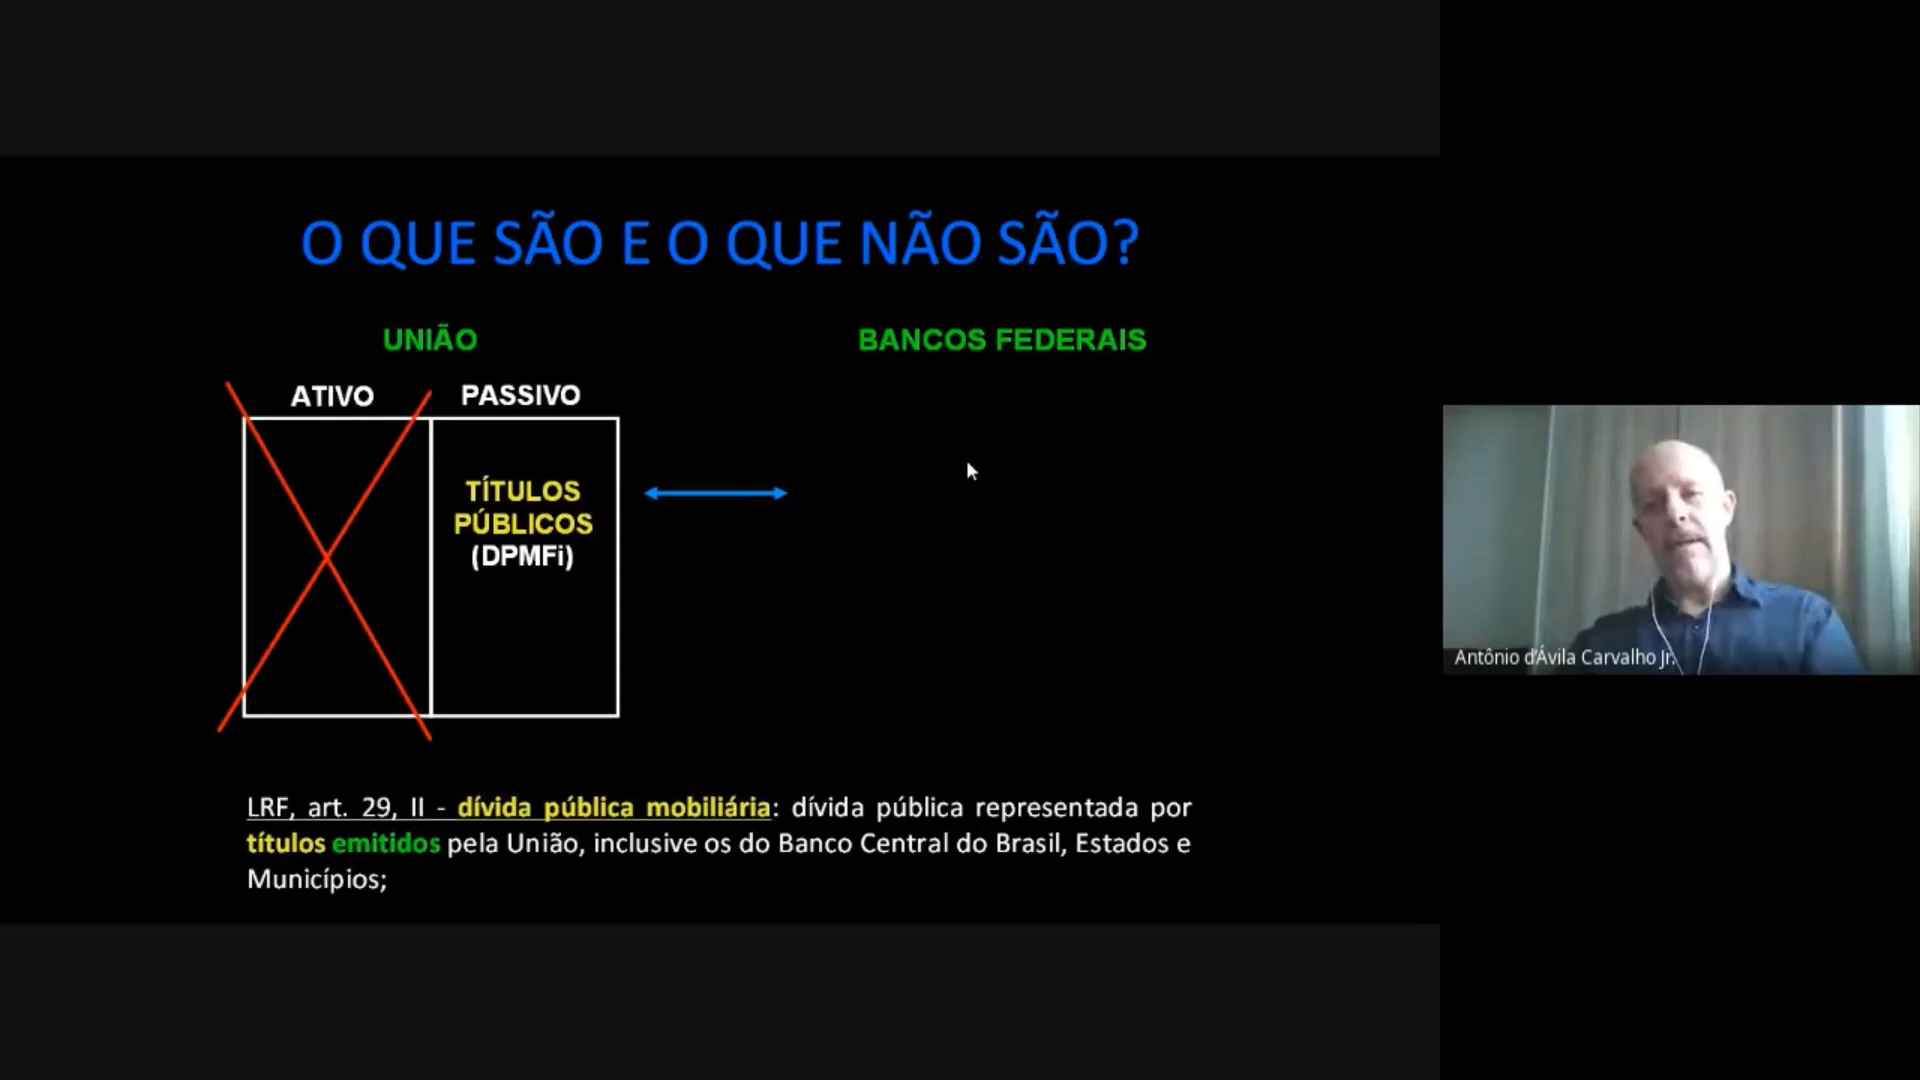 O QUE SÃO E O QUE NÃO SÃO?
UNIÃO
BANCOS FEDERAIS
ATIVO
PASSIVO
TÍTULOS
PÚBLICOS
(DPMFi)
LRF, art. 29, II - dívida pública mobiliária: dívida pública representada por
títulos emitidos pela União, inclusive os do Banco Central do Brasil, Estados e
Municípios;
Antônio d'Ávila Carvalho Jr.